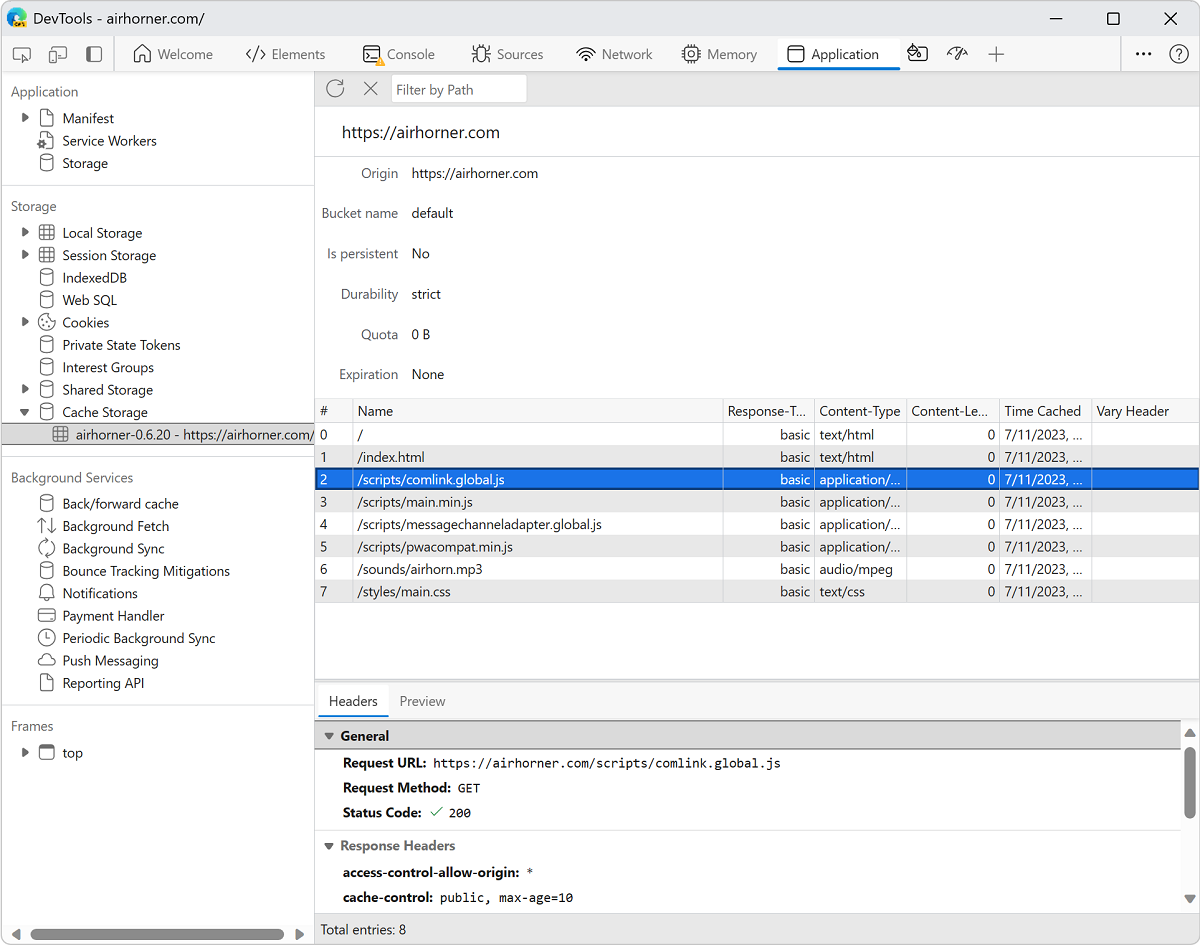 DevTools - airhorner.com/
Welcome
Elements
Console
Sources
Network
Memory
Application
Application
Manifest
Service Workers
Storage
Storage
Local Storage
Session Storage
IndexedDB
Web SQL
Cookies
Private State Tokens
Interest Groups
Shared Storage
Cache Storage
airhorner-0.6.20 - https://airhorner.com/
Background Services
Back/forward cache
Background Fetch
Background Sync
Bounce Tracking Mitigations
Notifications
Payment Handler
Periodic Background Sync
Push Messaging
Reporting API
Frames
top
Filter by Path
https://airhorner.com
Origin https://airhorner.com
Bucket name default
Is persistent No
Durability strict
Quota 0 B
Expiration None
# Name Response-T... Content-Type Content-Le... Time Cached Vary Header
0 / basic text/html 0 7/11/2023, ...
1 /index.html basic text/html 0 7/11/2023, ...
2 /scripts/comlink.global.js basic application/... 0 7/11/2023, ...
3 /scripts/main.min.js basic application/... 0 7/11/2023, ...
4 /scripts/messagechanneladapter.global.js basic application/... 0 7/11/2023, ...
5 /scripts/pwacompat.min.js basic application/... 0 7/11/2023, ...
6 /sounds/airhorn.mp3 basic audio/mpeg 0 7/11/2023, ...
7 /styles/main.css basic text/css 0 7/11/2023, ...
Headers Preview
General
Request URL: https://airhorner.com/scripts/comlink.global.js
Request Method: GET
Status Code: 200
Response Headers
access-control-allow-origin: *
cache-control: public, max-age=10
Total entries: 8